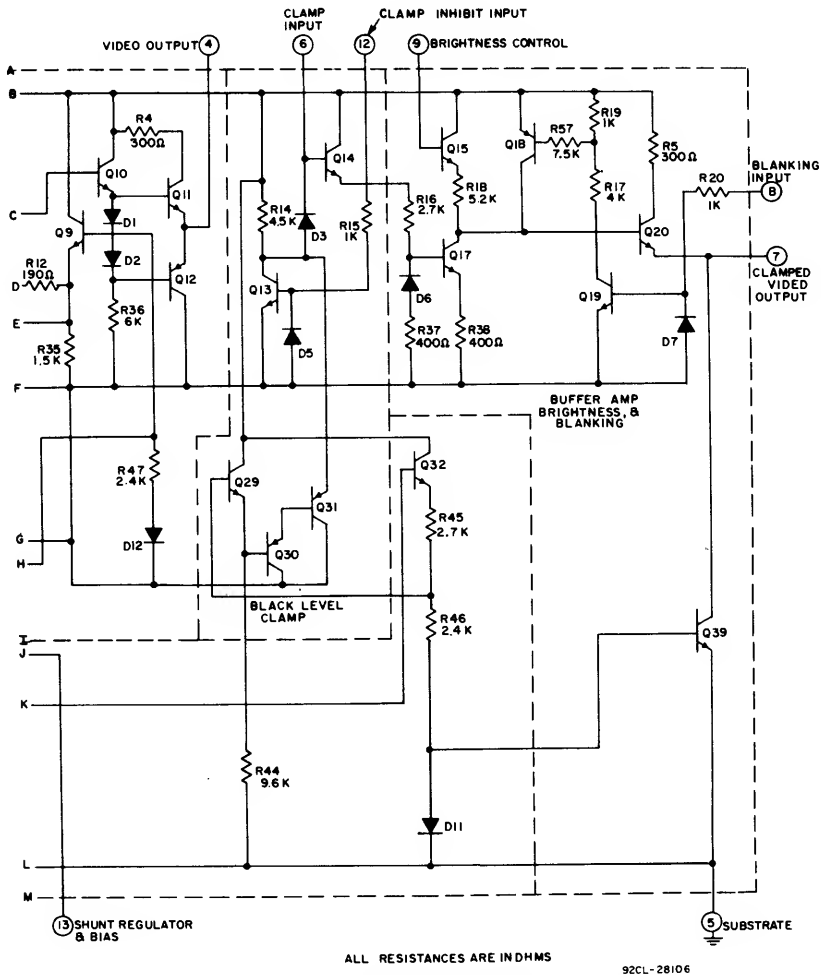 CLAMP INPUT
CLAMP INHIBIT INPUT
VIDEO OUTPUT 4
6
12
9 BRIGHTNESS CONTROL
A
B
R4
300Ω
Q10
Q11
C
Q9
D1
D2
Q12
R12
190Ω
D
E
R36
6K
R35
1.5K
F
Q14
R14
4.5K
D3
R15
1K
Q13
D5
Q15
R18
5.2K
R16
2.7K
Q17
D6
R37
400Ω
R38
400Ω
Q18
R57
7.5K
R19
1K
R17
4K
R5
300Ω
R20
1K
BLANKING
INPUT
8
Q20
7
CLAMPED
VIDEO
OUTPUT
Q19
D7
BUFFER AMP
BRIGHTNESS, &
BLANKING
R47
2.4K
D12
G
H
Q29
Q31
Q30
BLACK LEVEL
CLAMP
Q32
R45
2.7K
R46
2.4K
I
J
K
Q39
R44
9.6K
D11
L
M
13 SHUNT REGULATOR
& BIAS
5 SUBSTRATE
ALL RESISTANCES ARE IN DHMS
92CL-28106